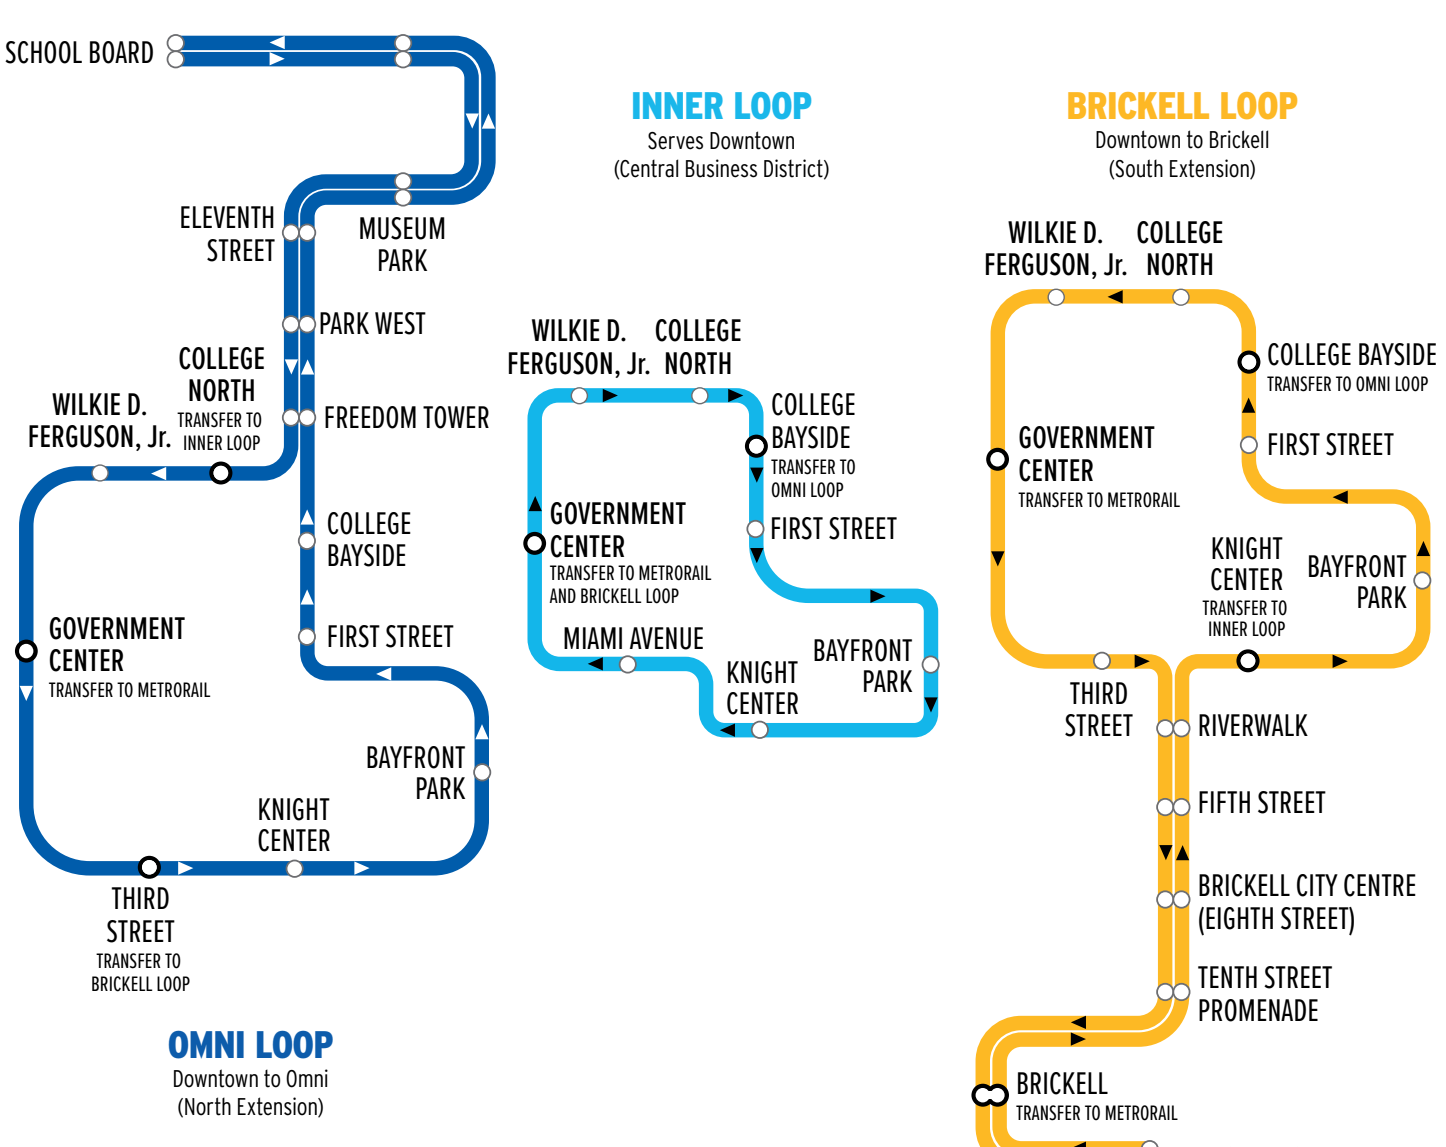 SCHOOL BOARD
ELEVENTH
STREET
MUSEUM
PARK
PARK WEST
COLLEGE
NORTH
TRANSFER TO
INNER LOOP
WILKIE D.
FERGUSON, Jr.
FREEDOM TOWER
COLLEGE
BAYSIDE
GOVERNMENT
CENTER
TRANSFER TO METRORAIL
FIRST STREET
BAYFRONT
PARK
KNIGHT
CENTER
THIRD
STREET
TRANSFER TO
BRICKELL LOOP
OMNI LOOP
Downtown to Omni
(North Extension)
INNER LOOP
Serves Downtown
(Central Business District)
WILKIE D.
FERGUSON, Jr.
COLLEGE
NORTH
COLLEGE
BAYSIDE
TRANSFER TO
OMNI LOOP
GOVERNMENT
CENTER
TRANSFER TO METRORAIL
AND BRICKELL LOOP
FIRST STREET
MIAMI AVENUE
KNIGHT
CENTER
BAYFRONT
PARK
BRICKELL LOOP
Downtown to Brickell
(South Extension)
WILKIE D.
FERGUSON, Jr.
COLLEGE
NORTH
COLLEGE BAYSIDE
TRANSFER TO OMNI LOOP
GOVERNMENT
CENTER
TRANSFER TO METRORAIL
FIRST STREET
KNIGHT
CENTER
TRANSFER TO
INNER LOOP
BAYFRONT
PARK
THIRD
STREET
RIVERWALK
FIFTH STREET
BRICKELL CITY CENTRE
(EIGHTH STREET)
TENTH STREET
PROMENADE
BRICKELL
TRANSFER TO METRORAIL